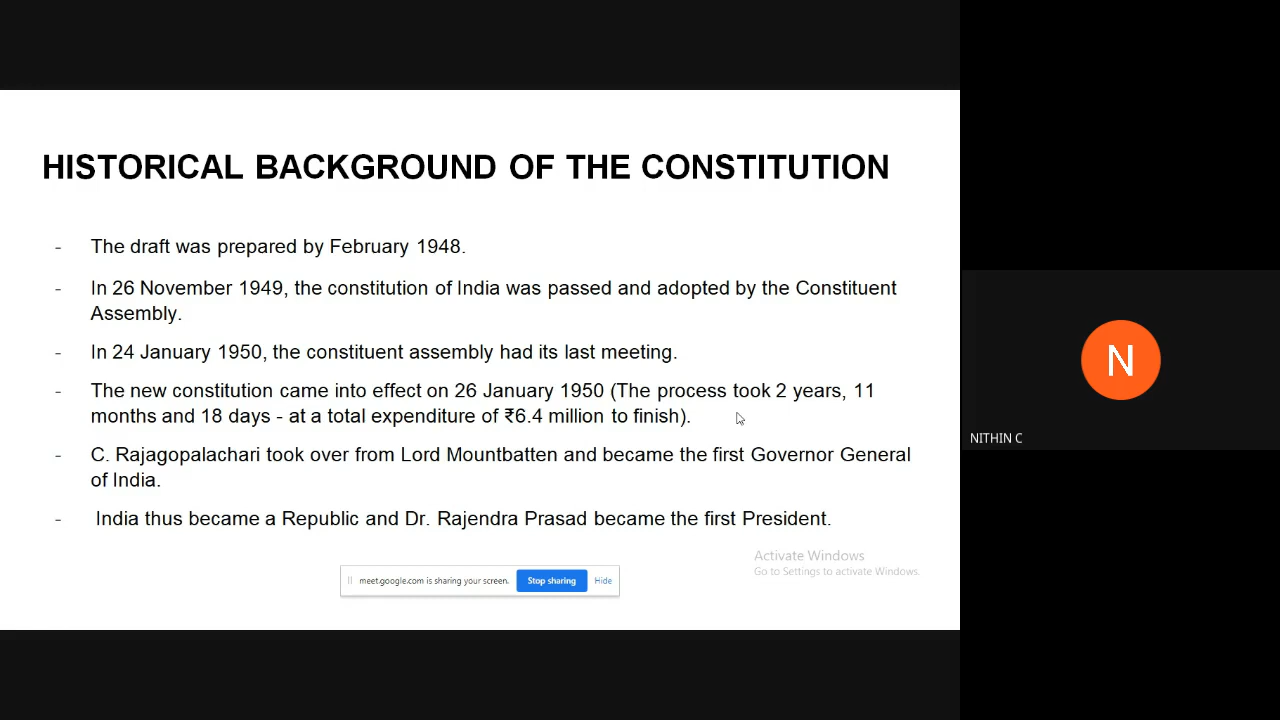 HISTORICAL BACKGROUND OF THE CONSTITUTION
- The draft was prepared by February 1948.
- In 26 November 1949, the constitution of India was passed and adopted by the Constituent
Assembly.
- In 24 January 1950, the constituent assembly had its last meeting.
- The new constitution came into effect on 26 January 1950 (The process took 2 years, 11
months and 18 days - at a total expenditure of ₹6.4 million to finish).
- C. Rajagopalachari took over from Lord Mountbatten and became the first Governor General
of India.
- India thus became a Republic and Dr. Rajendra Prasad became the first President.
Activate Windows
Go to Settings to activate Windows.
meet.google.com is sharing your screen. Stop sharing Hide
N
NITHIN C